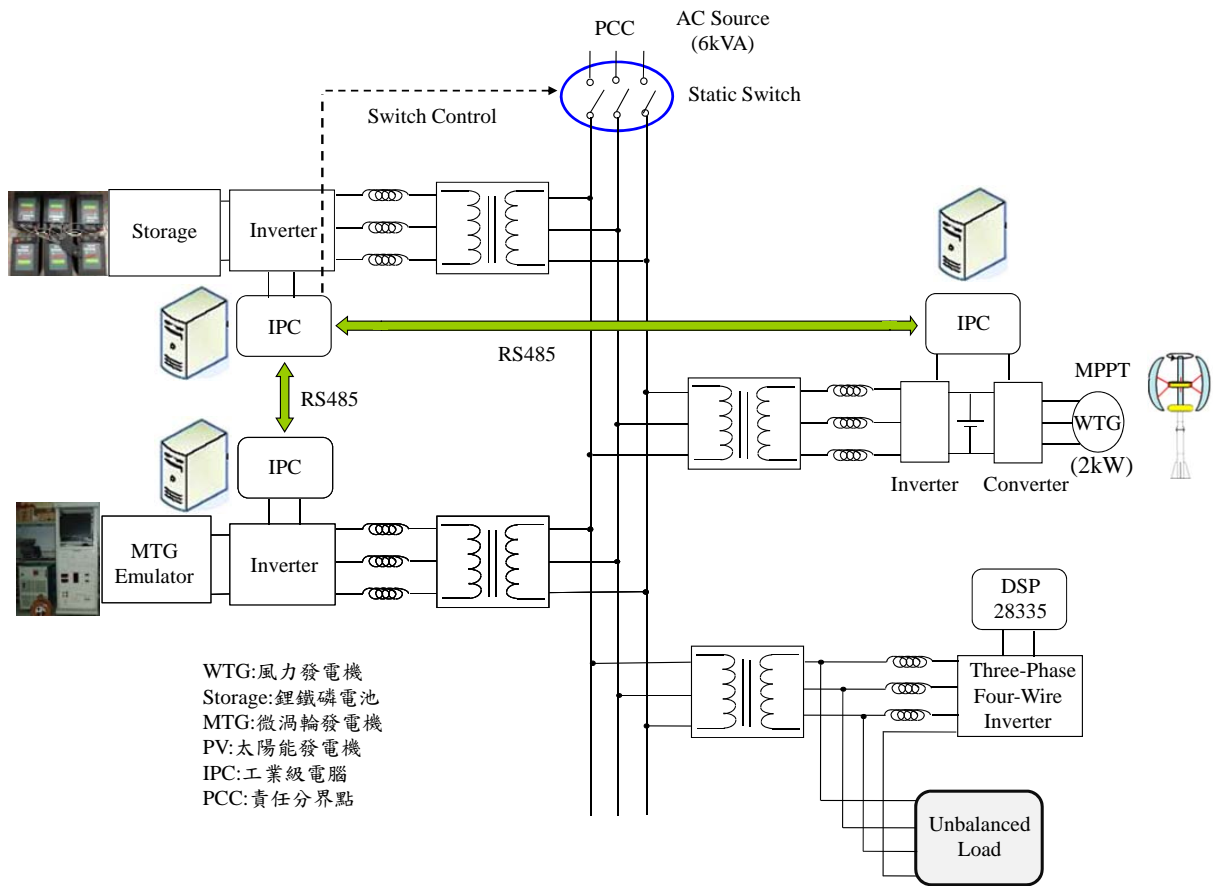 PCC
AC Source
(6kVA)
Static Switch
Switch Control
Storage
Inverter
IPC
RS485
IPC
RS485
MPPT
WTG
(2kW)
Inverter
Converter
IPC
MTG
Emulator
Inverter
DSP
28335
Three-Phase
Four-Wire
Inverter
Unbalanced
Load
WTG:風力發電機
Storage:鋰鐵磷電池
MTG:微渦輪發電機
PV:太陽能發電機
IPC:工業級電腦
PCC:責任分界點